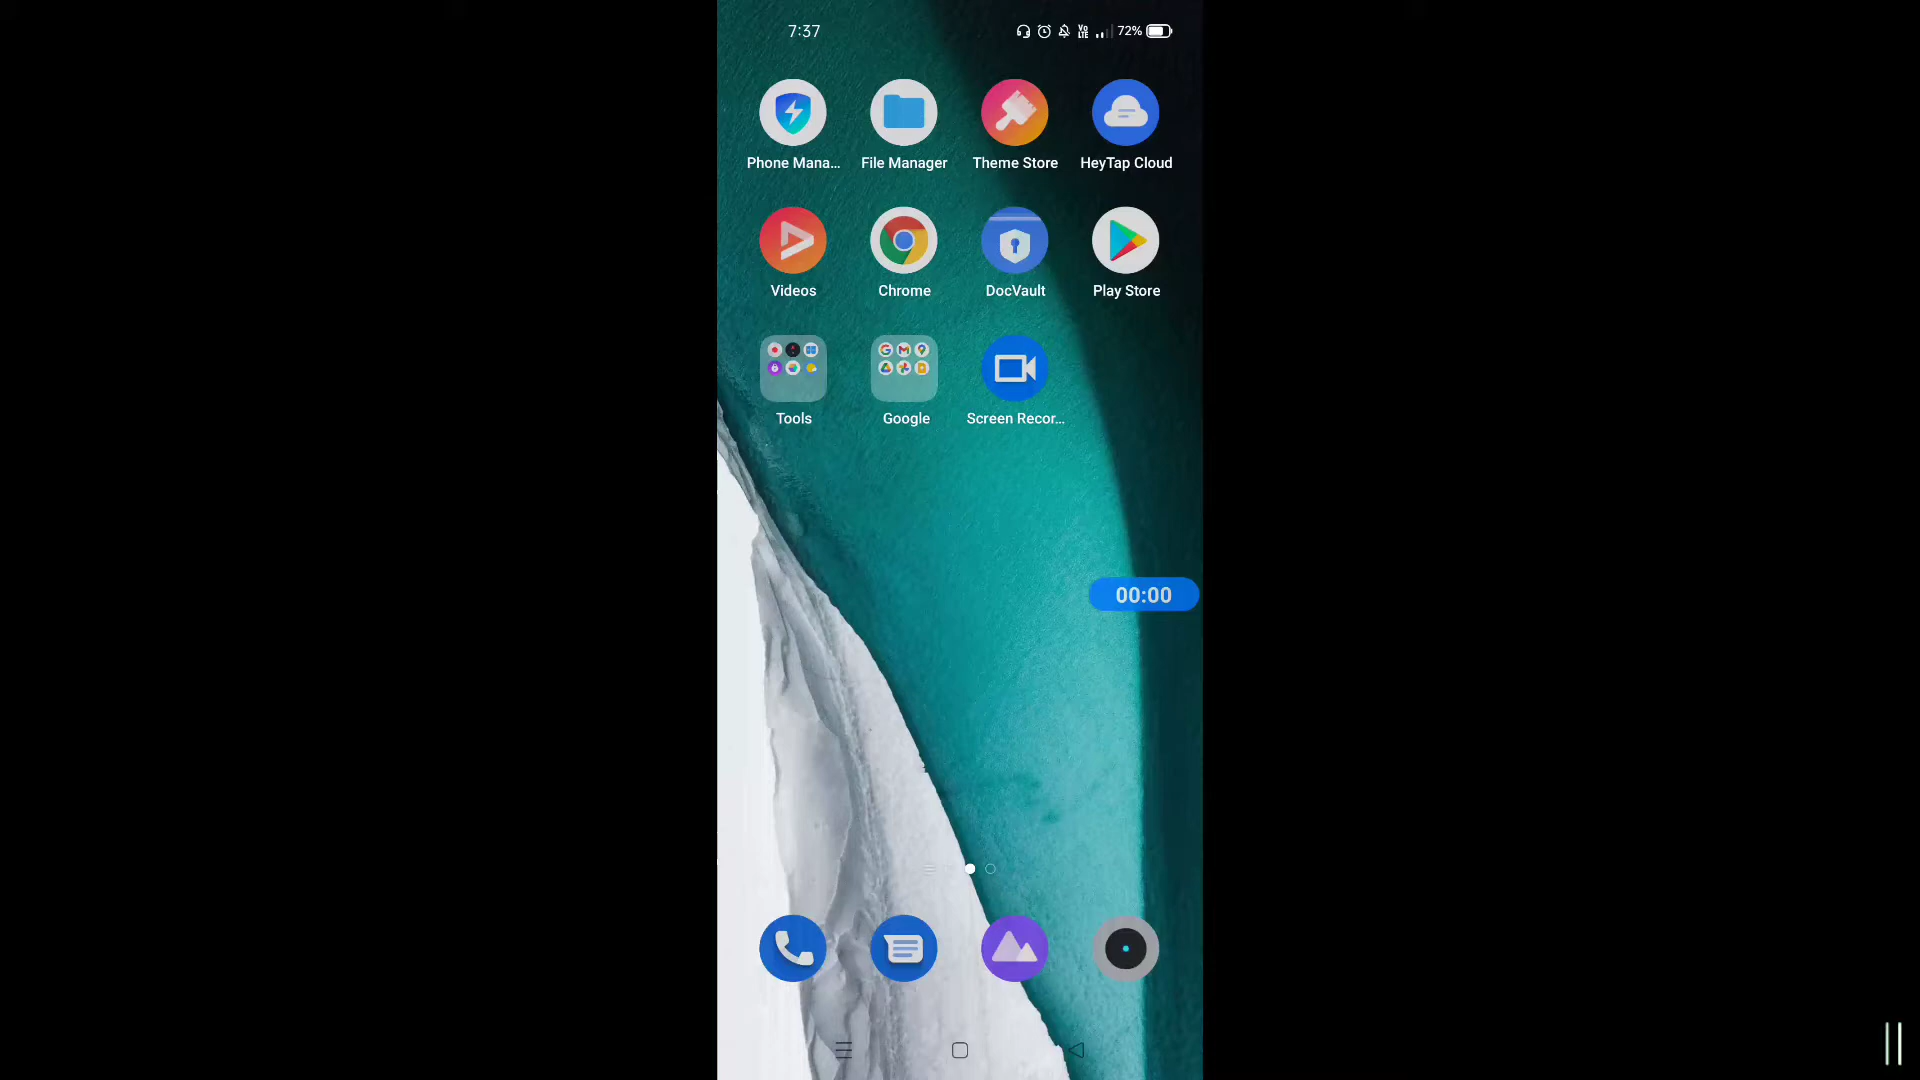 7:37
VoLTE 72%
Phone Mana... File Manager Theme Store HeyTap Cloud
Videos Chrome DocVault Play Store
Tools Google Screen Recor...
00:00